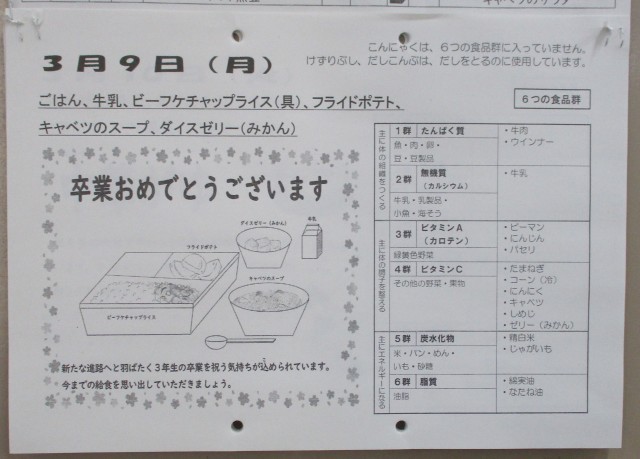 キャベツのサラダ
こんにゃくは、6つの食品群に入っていません。
3月9日（月）
けずりぶし、だしこんぶは、だしをとるのに使用しています。
ごはん、牛乳、ビーフケチャップライス（具）、フライドポテト、
キャベツのスープ、ダイスゼリー（みかん）
6つの食品群
卒業おめでとうございます
ダイスゼリー（みかん）
牛乳
フライドポテト
キャベツのスープ
ビーフケチャップライス
新たな進路へと羽ばたく3年生の卒業を祝う気持ちが込められています。
今までの給食を思い出していただきましょう。
主に体の組織をつくる
1群 たんぱく質
魚・肉・卵・
豆・豆製品
・牛肉
・ウインナー
2群 無機質
（カルシウム）
牛乳・乳製品・
小魚・海そう
・牛乳
主に体の調子を整える
3群 ビタミンA
（カロテン）
緑黄色野菜
・ピーマン
・にんじん
・パセリ
4群 ビタミンC
その他の野菜・果物
・たまねぎ
・コーン（冷）
・にんにく
・キャベツ
・しめじ
・ゼリー（みかん）
主にエネルギーになる
5群 炭水化物
米・パン・めん・
いも・砂糖
・精白米
・じゃがいも
6群 脂質
油脂
・綿実油
・なたね油